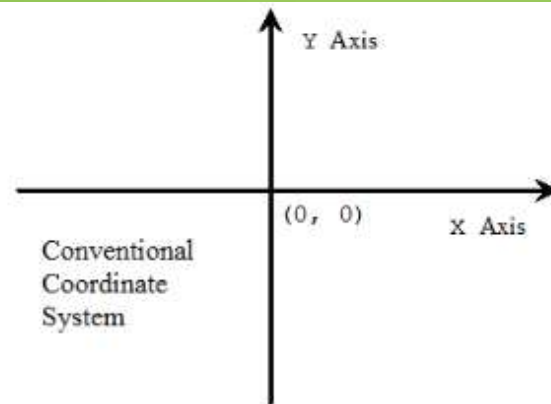 Y Axis
(0, 0)
X Axis
Conventional
Coordinate
System